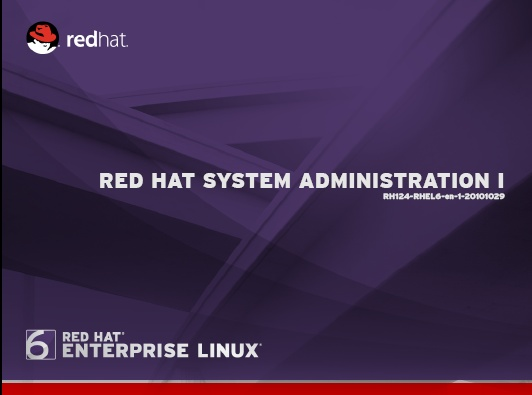 redhat.
RED HAT SYSTEM ADMINISTRATION I
RH124-RHEL6-en-1-20101029
6 RED HAT®
ENTERPRISE LINUX®